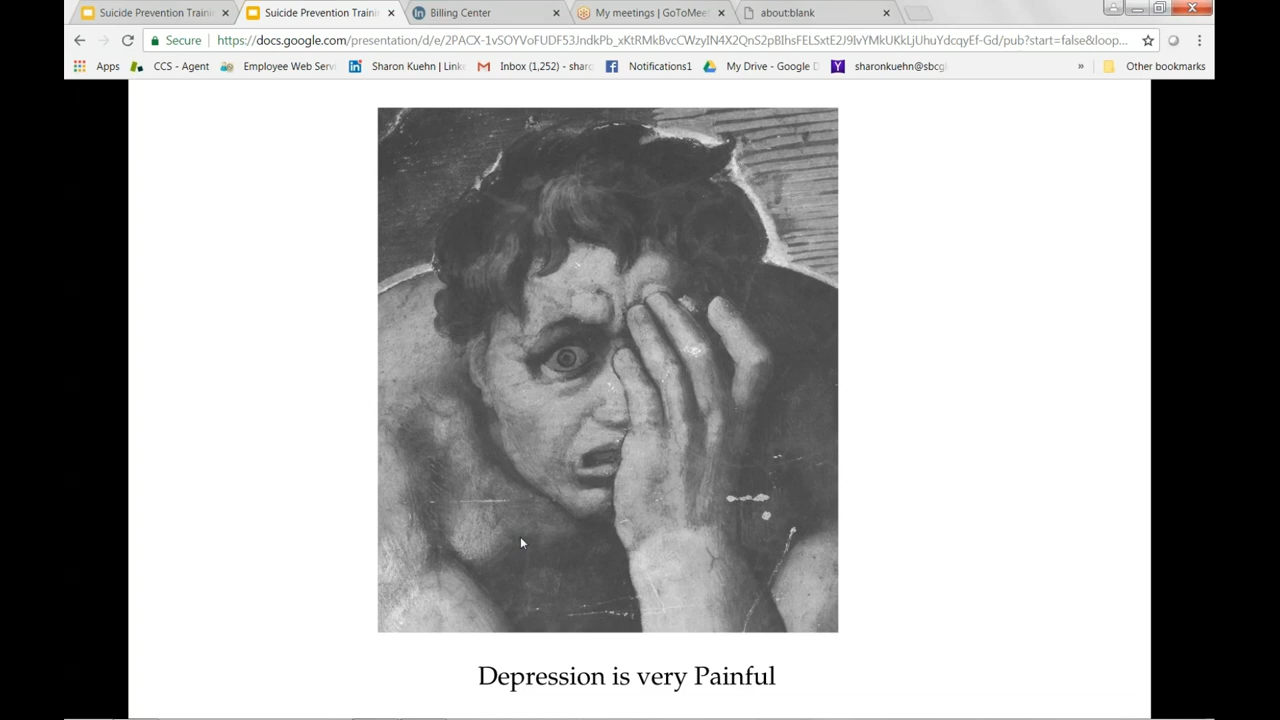 Suicide Prevention Traini
Suicide Prevention Traini
Billing Center
My meetings | GoToMee
about:blank
Secure
https://docs.google.com/presentation/d/e/2PACX-1vSOYVoFUDF53JndkPb_xKtRMkBvcCWzyIN4X2QnS2pBlhsFELSxtE2J9lvYMkUKkLjUhuYdcqyEf-Gd/pub?start=false&loop...
Apps CCS - Agent Employee Web Serv Sharon Kuehn | Link Inbox (1,252) - sharo Notifications1 My Drive - Google D sharonkuehn@sbcgl » Other bookmarks
Depression is very Painful